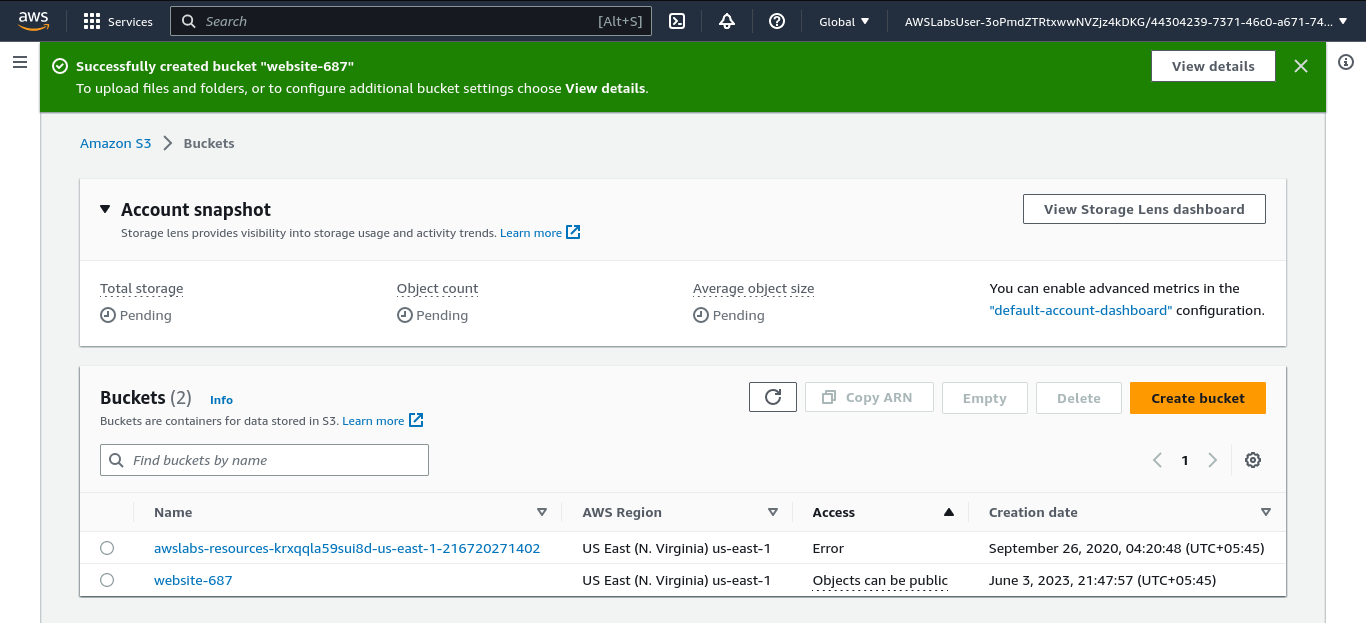 aws
Services
Search
[Alt+S]
Global
AWSLabsUser-3oPmdZTRtxwwNVZjz4kDKG/44304239-7371-46c0-a671-74...
Successfully created bucket "website-687"
To upload files and folders, or to configure additional bucket settings choose View details.
View details
Amazon S3 > Buckets
Account snapshot
Storage lens provides visibility into storage usage and activity trends. Learn more
View Storage Lens dashboard
Total storage
Pending
Object count
Pending
Average object size
Pending
You can enable advanced metrics in the
"default-account-dashboard" configuration.
Buckets (2) Info
Buckets are containers for data stored in S3. Learn more
Copy ARN
Empty
Delete
Create bucket
Find buckets by name
1
Name AWS Region Access Creation date
awslabs-resources-krxqqla59sui8d-us-east-1-216720271402 US East (N. Virginia) us-east-1 Error September 26, 2020, 04:20:48 (UTC+05:45)
website-687 US East (N. Virginia) us-east-1 Objects can be public June 3, 2023, 21:47:57 (UTC+05:45)